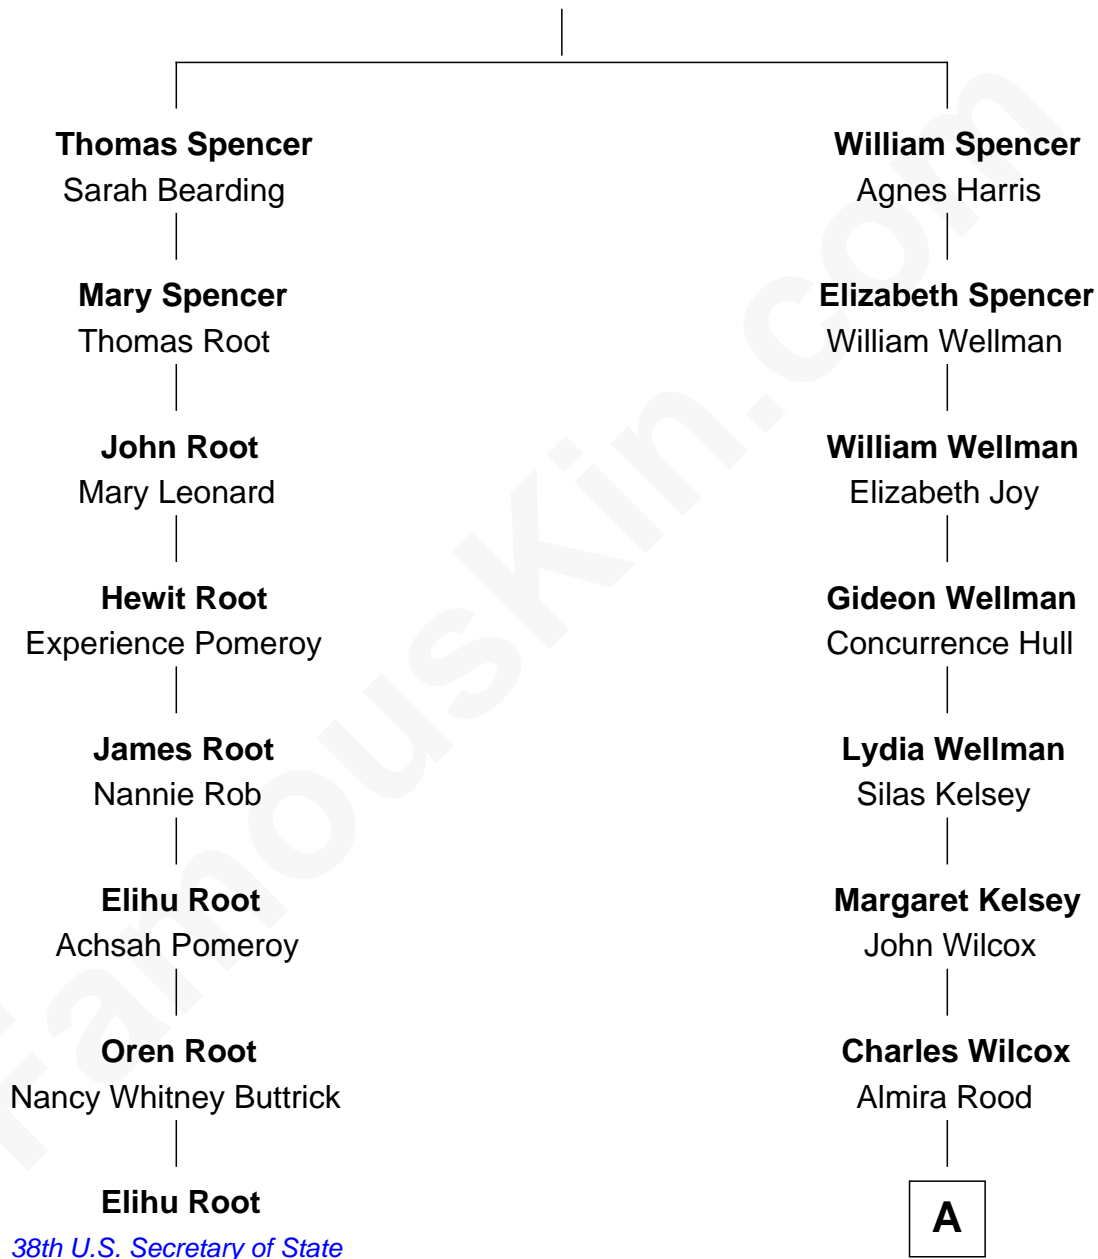 Thomas Spencer
Sarah Bearding
William Spencer
Agnes Harris
Mary Spencer
Thomas Root
Elizabeth Spencer
William Wellman
John Root
Mary Leonard
William Wellman
Elizabeth Joy
Hewit Root
Experience Pomeroy
Gideon Wellman
Concurrence Hull
James Root
Nannie Rob
Lydia Wellman
Silas Kelsey
Elihu Root
Achsah Pomeroy
Margaret Kelsey
John Wilcox
Oren Root
Nancy Whitney Buttrick
Charles Wilcox
Almira Rood
Elihu Root
38th U.S. Secretary of State
A
FamousKin.com